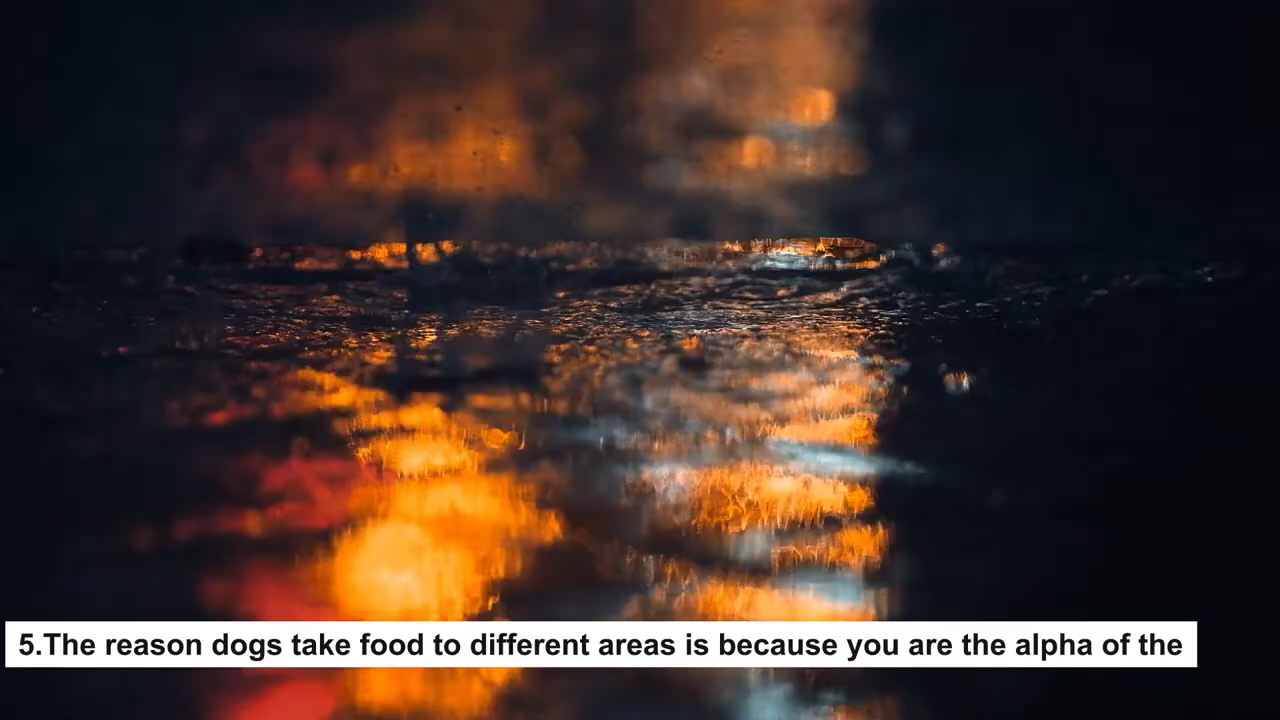 5.The reason dogs take food to different areas is because you are the alpha of the